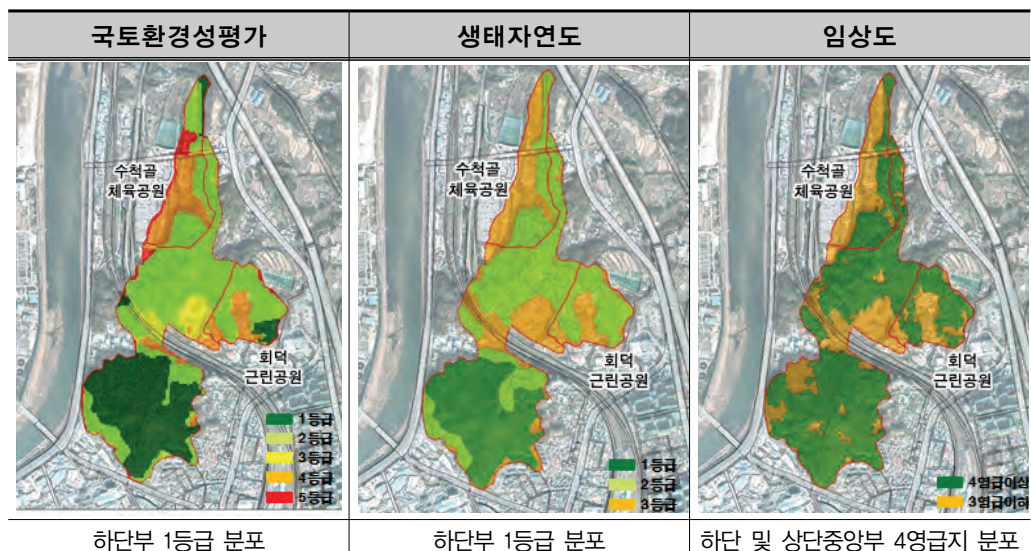 국토환경성평가
생태자연도
임상도
수척골
체육공원
회덕
근린공원
1등급
2등급
3등급
4등급
5등급
수척골
체육공원
회덕
근린공원
1등급
2등급
3등급
수척골
체육공원
회덕
근린공원
4영급이상
3영급이하
하단부 1등급 분포
하단부 1등급 분포
하단 및 상단중앙부 4영급지 분포